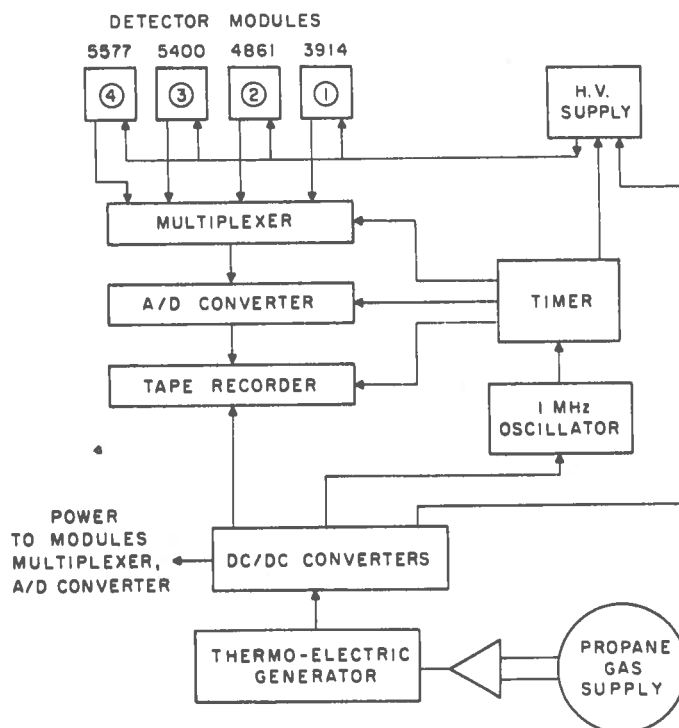 DETECTOR MODULES
5577 5400 4861 3914
4 3 2 1
H.V.
SUPPLY
MULTIPLEXER
A/D CONVERTER
TIMER
TAPE RECORDER
1 MHz
OSCILLATOR
POWER
TO MODULES
MULTIPLEXER,
A/D CONVERTER
DC/DC CONVERTERS
THERMO-ELECTRIC
GENERATOR
PROPANE
GAS
SUPPLY